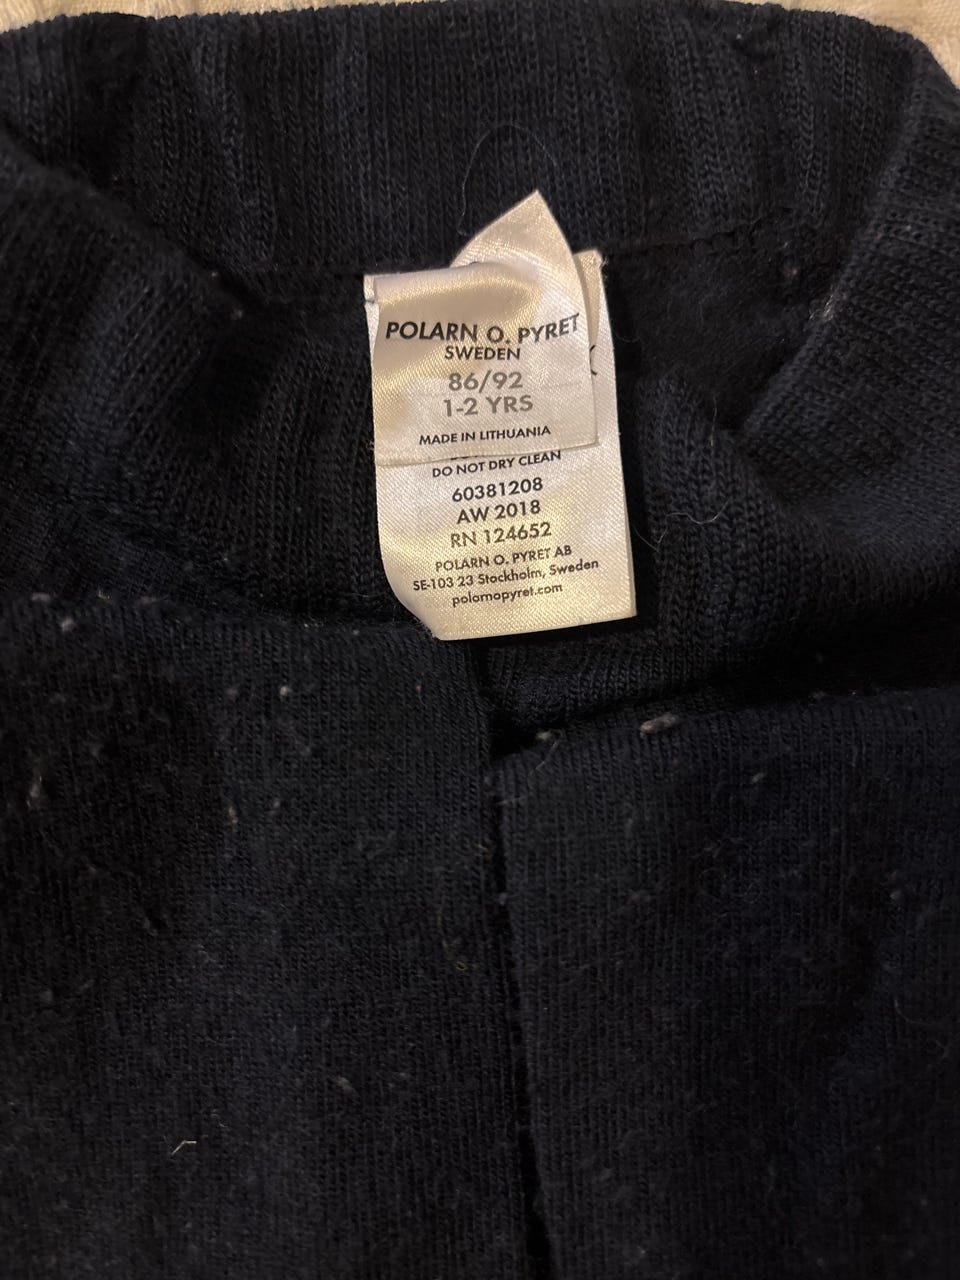 POLARN O. PYRET
SWEDEN
86/92
1-2 YRS
MADE IN LITHUANIA
DO NOT DRY CLEAN
60381208
AW 2018
RN 124652
POLARN O. PYRET AB
SE-103 23 Stockholm, Sweden
polarnopyret.com